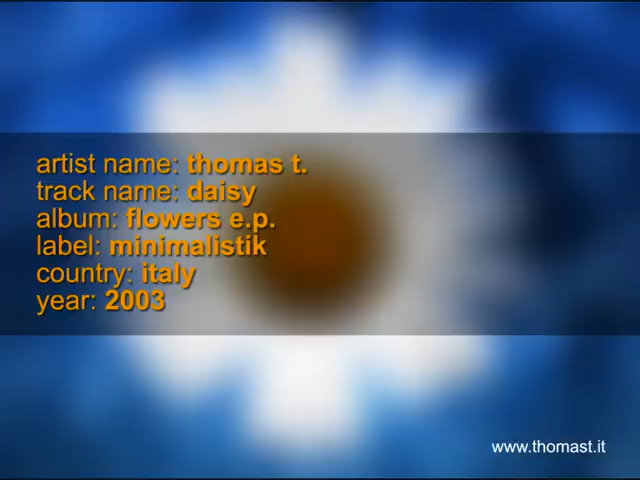 artist name: thomas t.
track name: daisy
album: flowers e.p.
label: minimalistik
country: italy
year: 2003
www.thomast.it